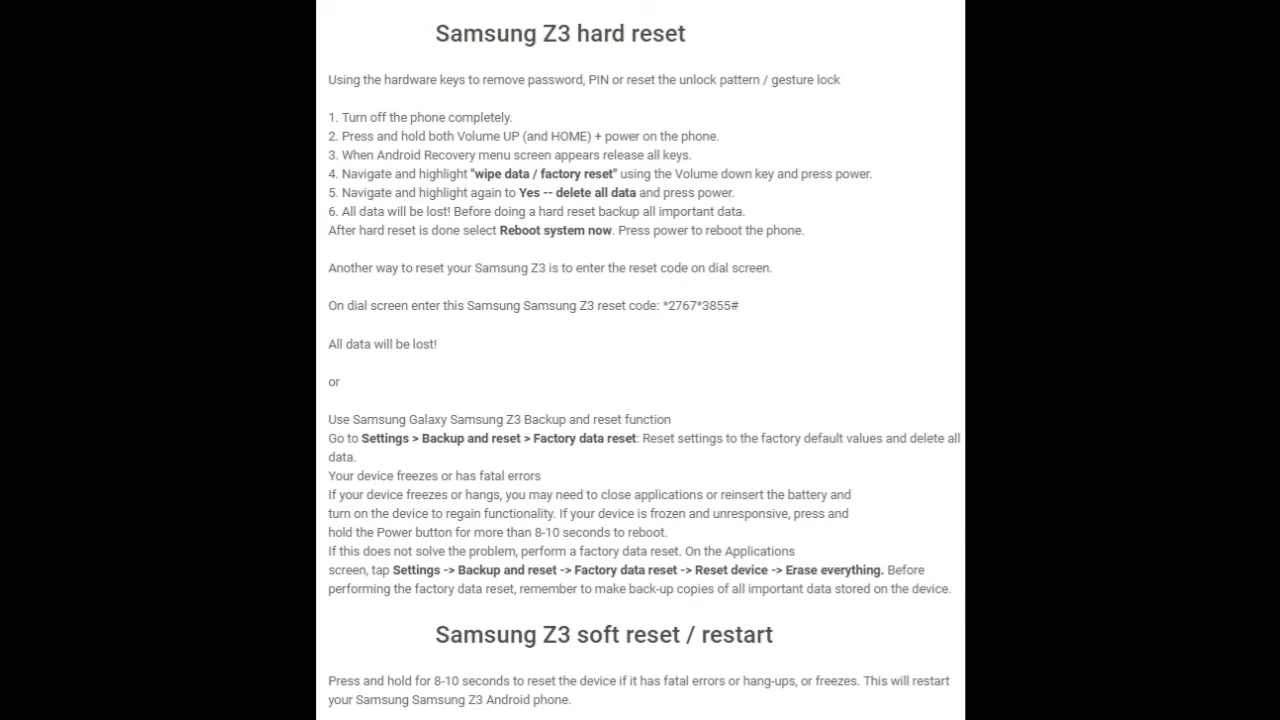 Samsung Z3 hard reset
Using the hardware keys to remove password, PIN or reset the unlock pattern / gesture lock
1. Turn off the phone completely.
2. Press and hold both Volume UP (and HOME) + power on the phone.
3. When Android Recovery menu screen appears release all keys.
4. Navigate and highlight "wipe data / factory reset" using the Volume down key and press power.
5. Navigate and highlight again to Yes -- delete all data and press power.
6. All data will be lost! Before doing a hard reset backup all important data.
After hard reset is done select Reboot system now. Press power to reboot the phone.
Another way to reset your Samsung Z3 is to enter the reset code on dial screen.
On dial screen enter this Samsung Samsung Z3 reset code: *2767*3855#
All data will be lost!
or
Use Samsung Galaxy Samsung Z3 Backup and reset function
Go to Settings > Backup and reset > Factory data reset: Reset settings to the factory default values and delete all
data.
Your device freezes or has fatal errors
If your device freezes or hangs, you may need to close applications or reinsert the battery and
turn on the device to regain functionality. If your device is frozen and unresponsive, press and
hold the Power button for more than 8-10 seconds to reboot.
If this does not solve the problem, perform a factory data reset. On the Applications
screen, tap Settings -> Backup and reset -> Factory data reset -> Reset device -> Erase everything. Before
performing the factory data reset, remember to make back-up copies of all important data stored on the device.
Samsung Z3 soft reset / restart
Press and hold for 8-10 seconds to reset the device if it has fatal errors or hang-ups, or freezes. This will restart
your Samsung Samsung Z3 Android phone.